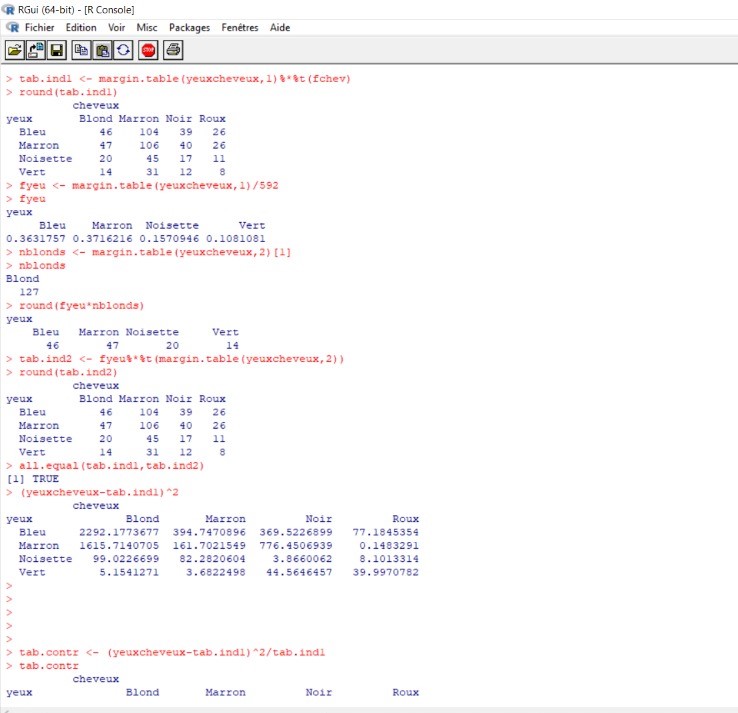 RGui (64-bit) - [R Console]
Fichier Edition Voir Misc Packages Fenêtres Aide
STOP
> tab.ind1 <- margin.table(yeuxcheveux,1)%*%t(fchev)
> round(tab.ind1)
cheveux
yeux Blond Marron Noir Roux
Bleu 46 104 39 26
Marron 47 106 40 26
Noisette 20 45 17 11
Vert 14 31 12 8
> fyeu <- margin.table(yeuxcheveux,1)/592
> fyeu
yeux
Bleu Marron Noisette Vert
0.3631757 0.3716216 0.1570946 0.1081081
> nblonds <- margin.table(yeuxcheveux,2)[1]
> nblonds
Blond
127
> round(fyeu*nblonds)
yeux
Bleu Marron Noisette Vert
46 47 20 14
> tab.ind2 <- fyeu%*%t(margin.table(yeuxcheveux,2))
> round(tab.ind2)
cheveux
yeux Blond Marron Noir Roux
Bleu 46 104 39 26
Marron 47 106 40 26
Noisette 20 45 17 11
Vert 14 31 12 8
> all.equal(tab.ind1,tab.ind2)
[1] TRUE
> (yeuxcheveux-tab.ind1)^2
cheveux
yeux Blond Marron Noir Roux
Bleu 2292.1773677 394.7470896 369.5226899 77.1845354
Marron 1615.7140705 161.7021549 776.4506939 0.1483291
Noisette 99.0226699 82.2820604 3.8660062 8.1013314
Vert 5.1541271 3.6822498 44.5646457 39.9970782
>
>
>
>
>
> tab.contr <- (yeuxcheveux-tab.ind1)^2/tab.ind1
> tab.contr
cheveux
yeux Blond Marron Noir Roux